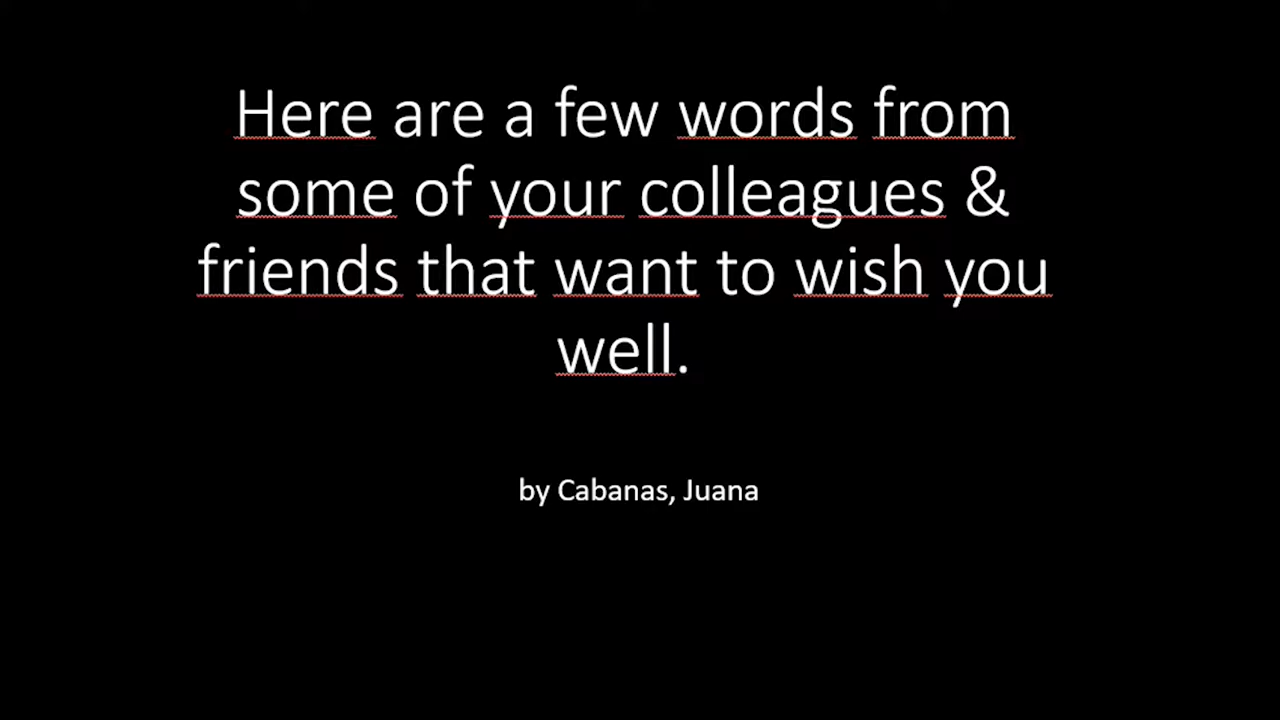 Here are a few words from
some of your colleagues &
friends that want to wish you
well.
by Cabanas, Juana